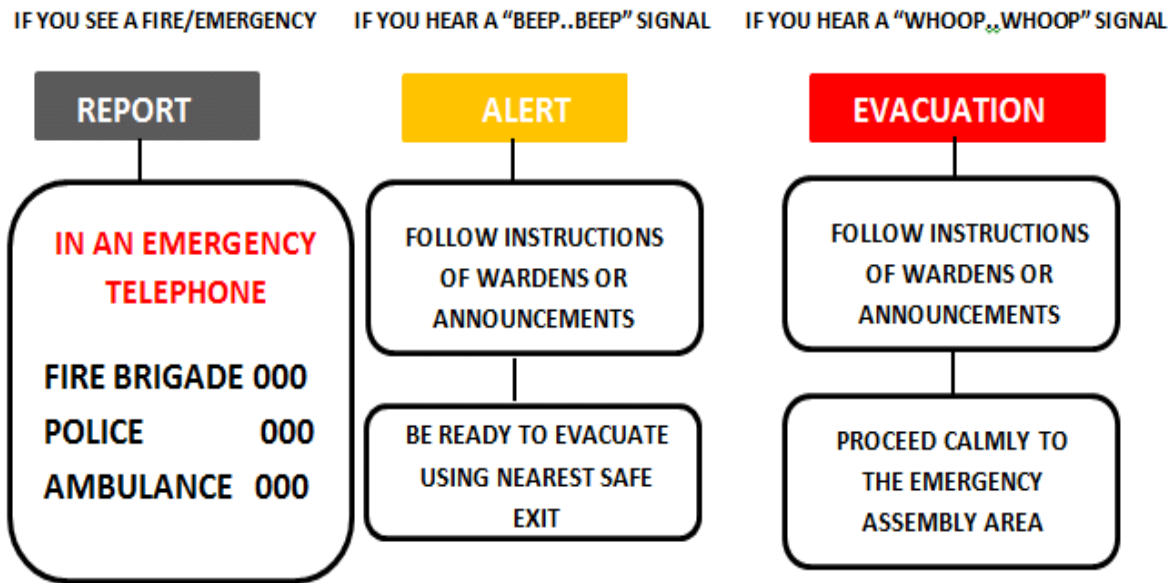 IF YOU SEE A FIRE/EMERGENCY
REPORT
IN AN EMERGENCY
TELEPHONE
FIRE BRIGADE 000
POLICE 000
AMBULANCE 000
IF YOU HEAR A “BEEP..BEEP” SIGNAL
ALERT
FOLLOW INSTRUCTIONS
OF WARDENS OR
ANNOUNCEMENTS
BE READY TO EVACUATE
USING NEAREST SAFE
EXIT
IF YOU HEAR A “WHOOP..WHOOP” SIGNAL
EVACUATION
FOLLOW INSTRUCTIONS
OF WARDENS OR
ANNOUNCEMENTS
PROCEED CALMLY TO
THE EMERGENCY
ASSEMBLY AREA